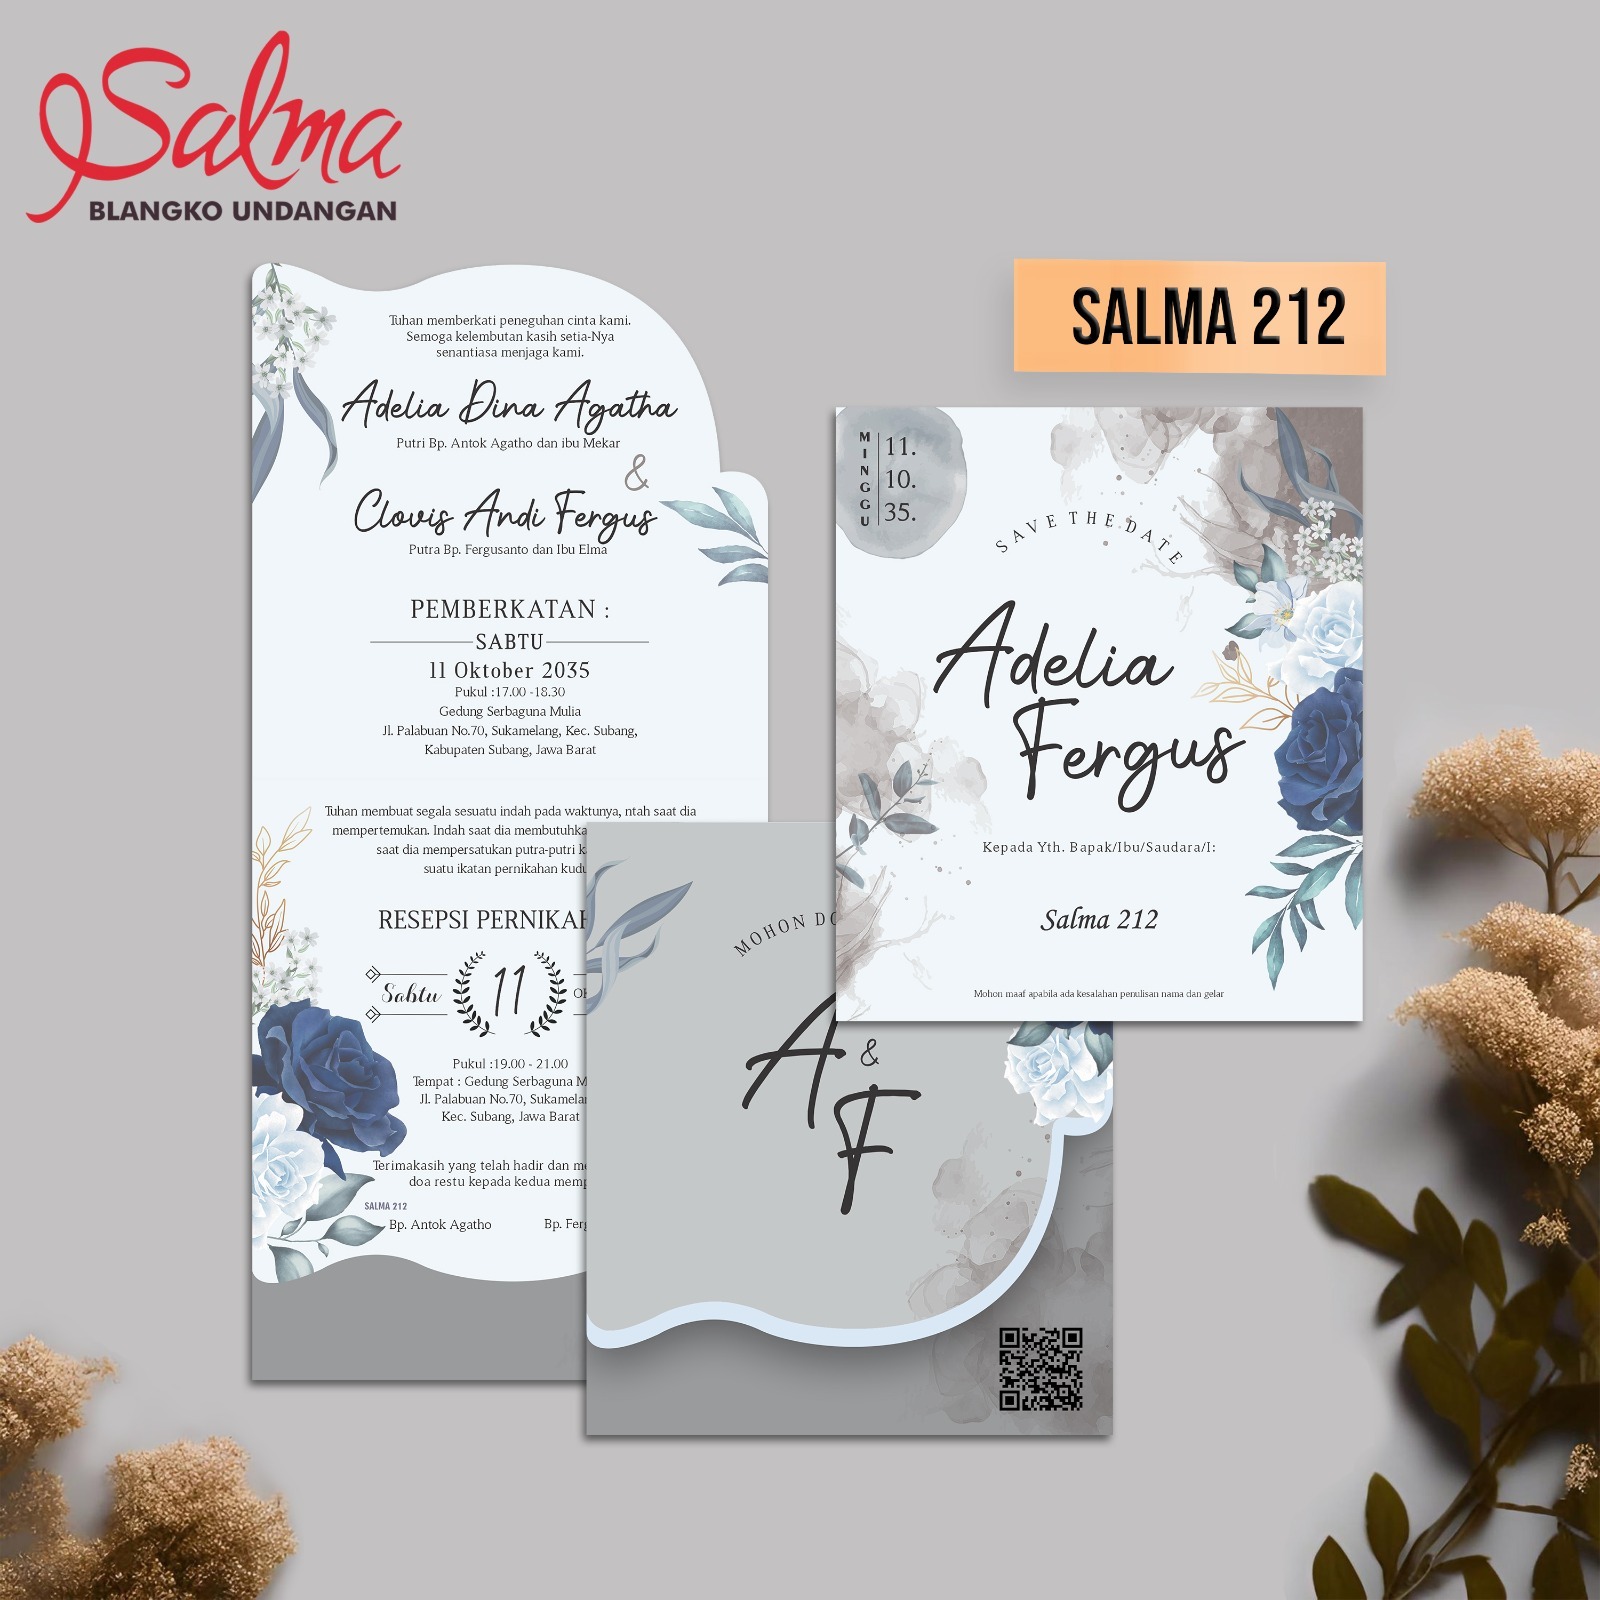 Salma
BLANGKO UNDANGAN
SALMA 212
Tuhan memberkati peneguhan cinta kami.
Semoga kelembutan kasih setia-Nya
senantiasa menjaga kami.
Adelia Dina Agatha
Putri Bp. Antok Agatho dan ibu Mekar
&
Clovis Andi Fergus
Putra Bp. Fergusanto dan Ibu Elma
PEMBERKATAN :
SABTU
11 Oktober 2035
Pukul :17.00 -18.30
Gedung Serbaguna Mulia
Jl. Palabuan No.70, Sukamelang, Kec. Subang,
Kabupaten Subang, Jawa Barat
Tuhan membuat segala sesuatu indah pada waktunya, ntah saat dia
mempertemukan. Indah saat dia
saat dia mempersatukan putra-putri
suatu ikatan pernikahan
RESEPSI
Sabtu
11
Pukul :19.00 - 21.00
Tempat : Gedung Serbaguna
Jl. Palabuan No.70,
Kec. Subang, Jawa Barat
Terimakasih yang telah hadir dan
doa restu kepada kedua
SALMA 212
Bp. Antok Agatho
Bp.
MOHON
A
&
F
MINGGU
11.
10.
35.
SAVE THE DATE
Adelia
Fergus
Kepada Yth. Bapak/Ibu/Saudara/I:
Salma 212
Mohon maaf apabila ada kesalahan penulisan nama dan gelar